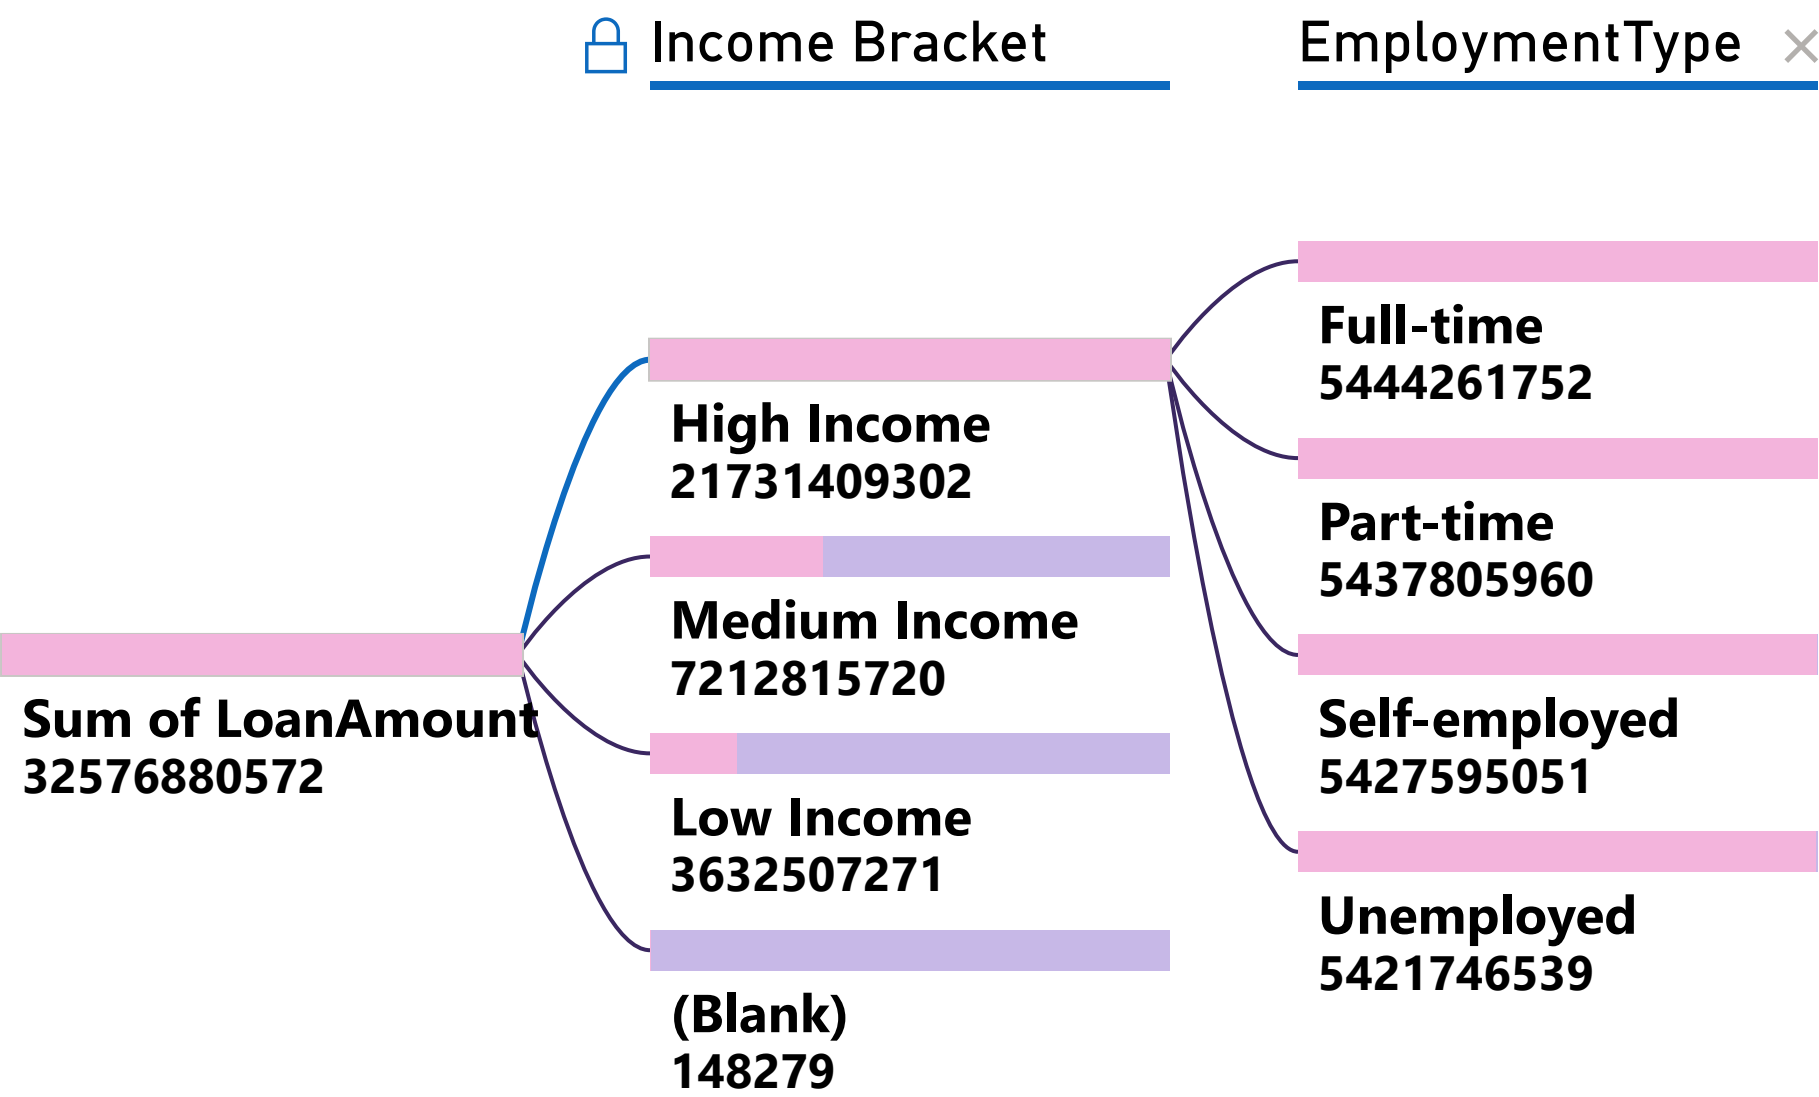 Income Bracket
EmploymentType
Sum of LoanAmount
32576880572
High Income
21731409302
Medium Income
7212815720
Low Income
3632507271
(Blank)
148279
Full-time
5444261752
Part-time
5437805960
Self-employed
5427595051
Unemployed
5421746539